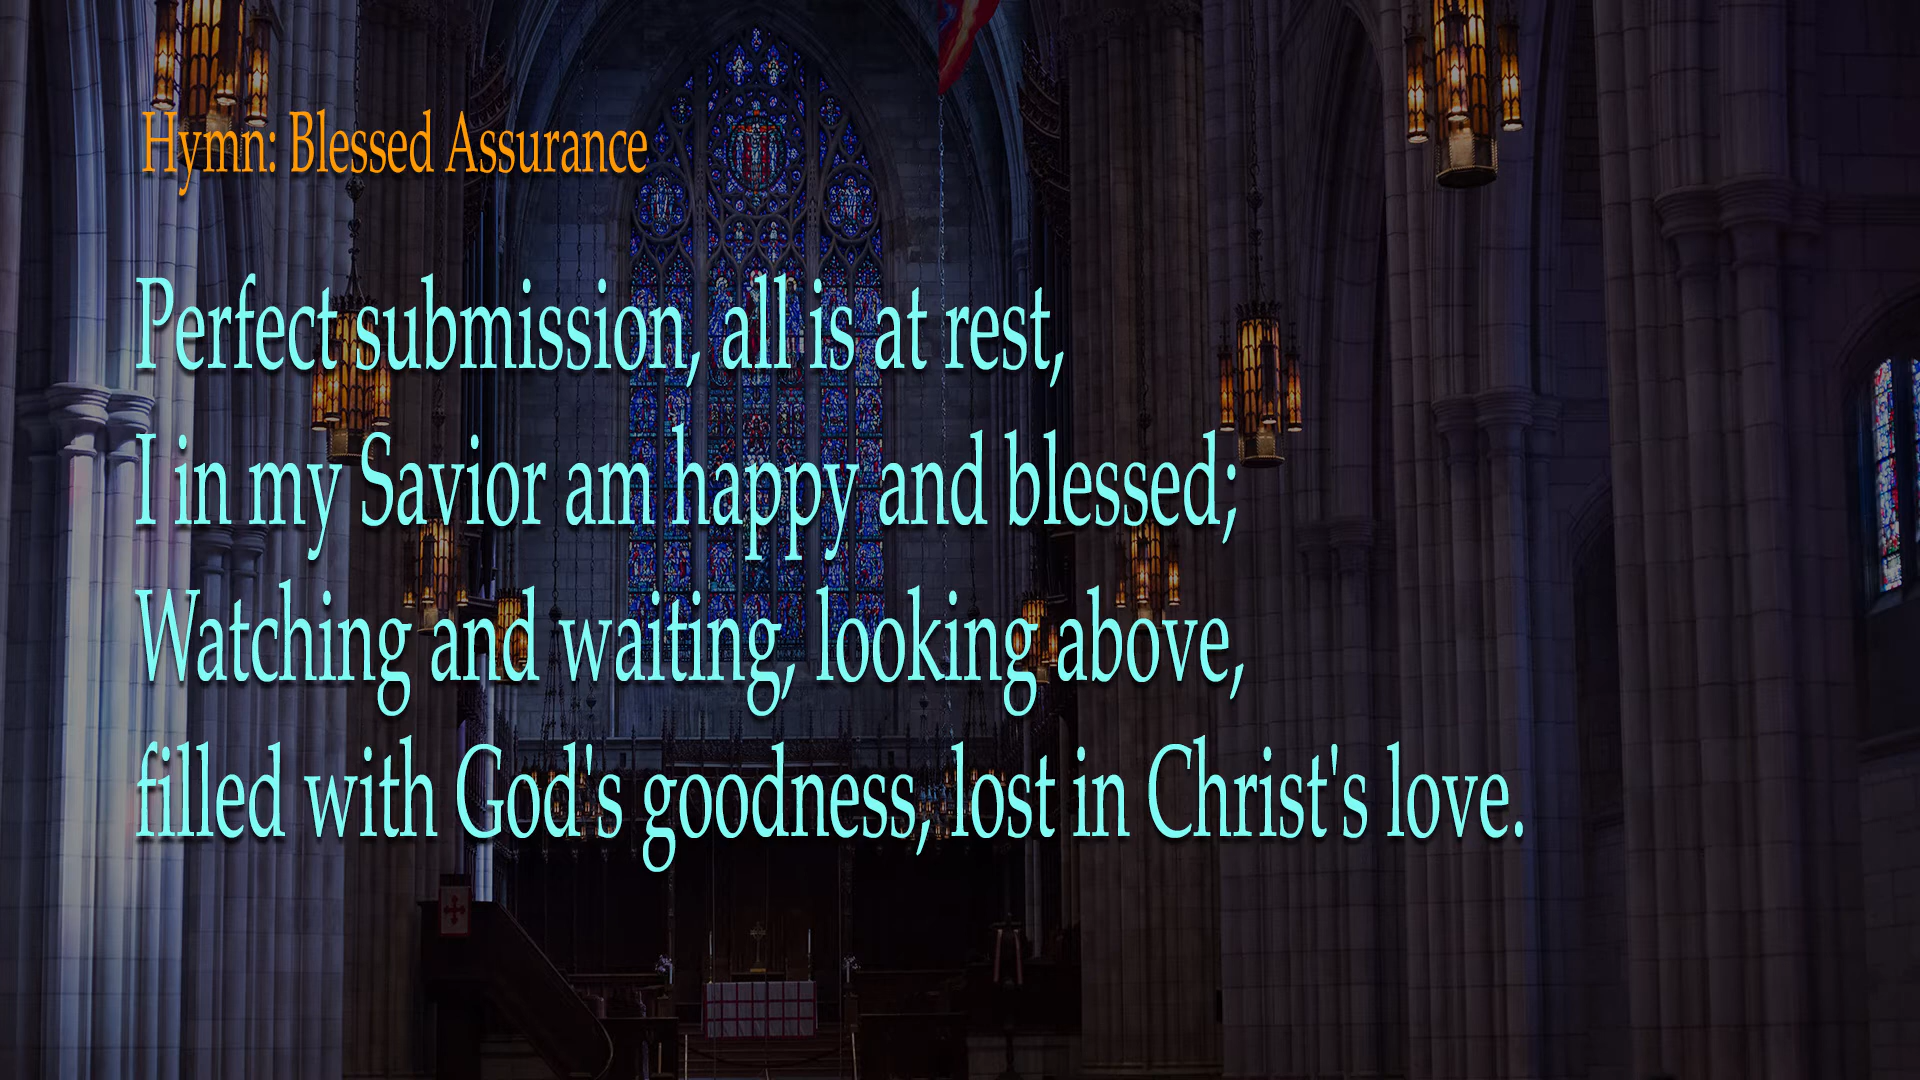 Hymn: Blessed Assurance
Perfect submission, all is at rest,
I in my Savior am happy and blessed;
Watching and waiting, looking above,
filled with God's goodness, lost in Christ's love.